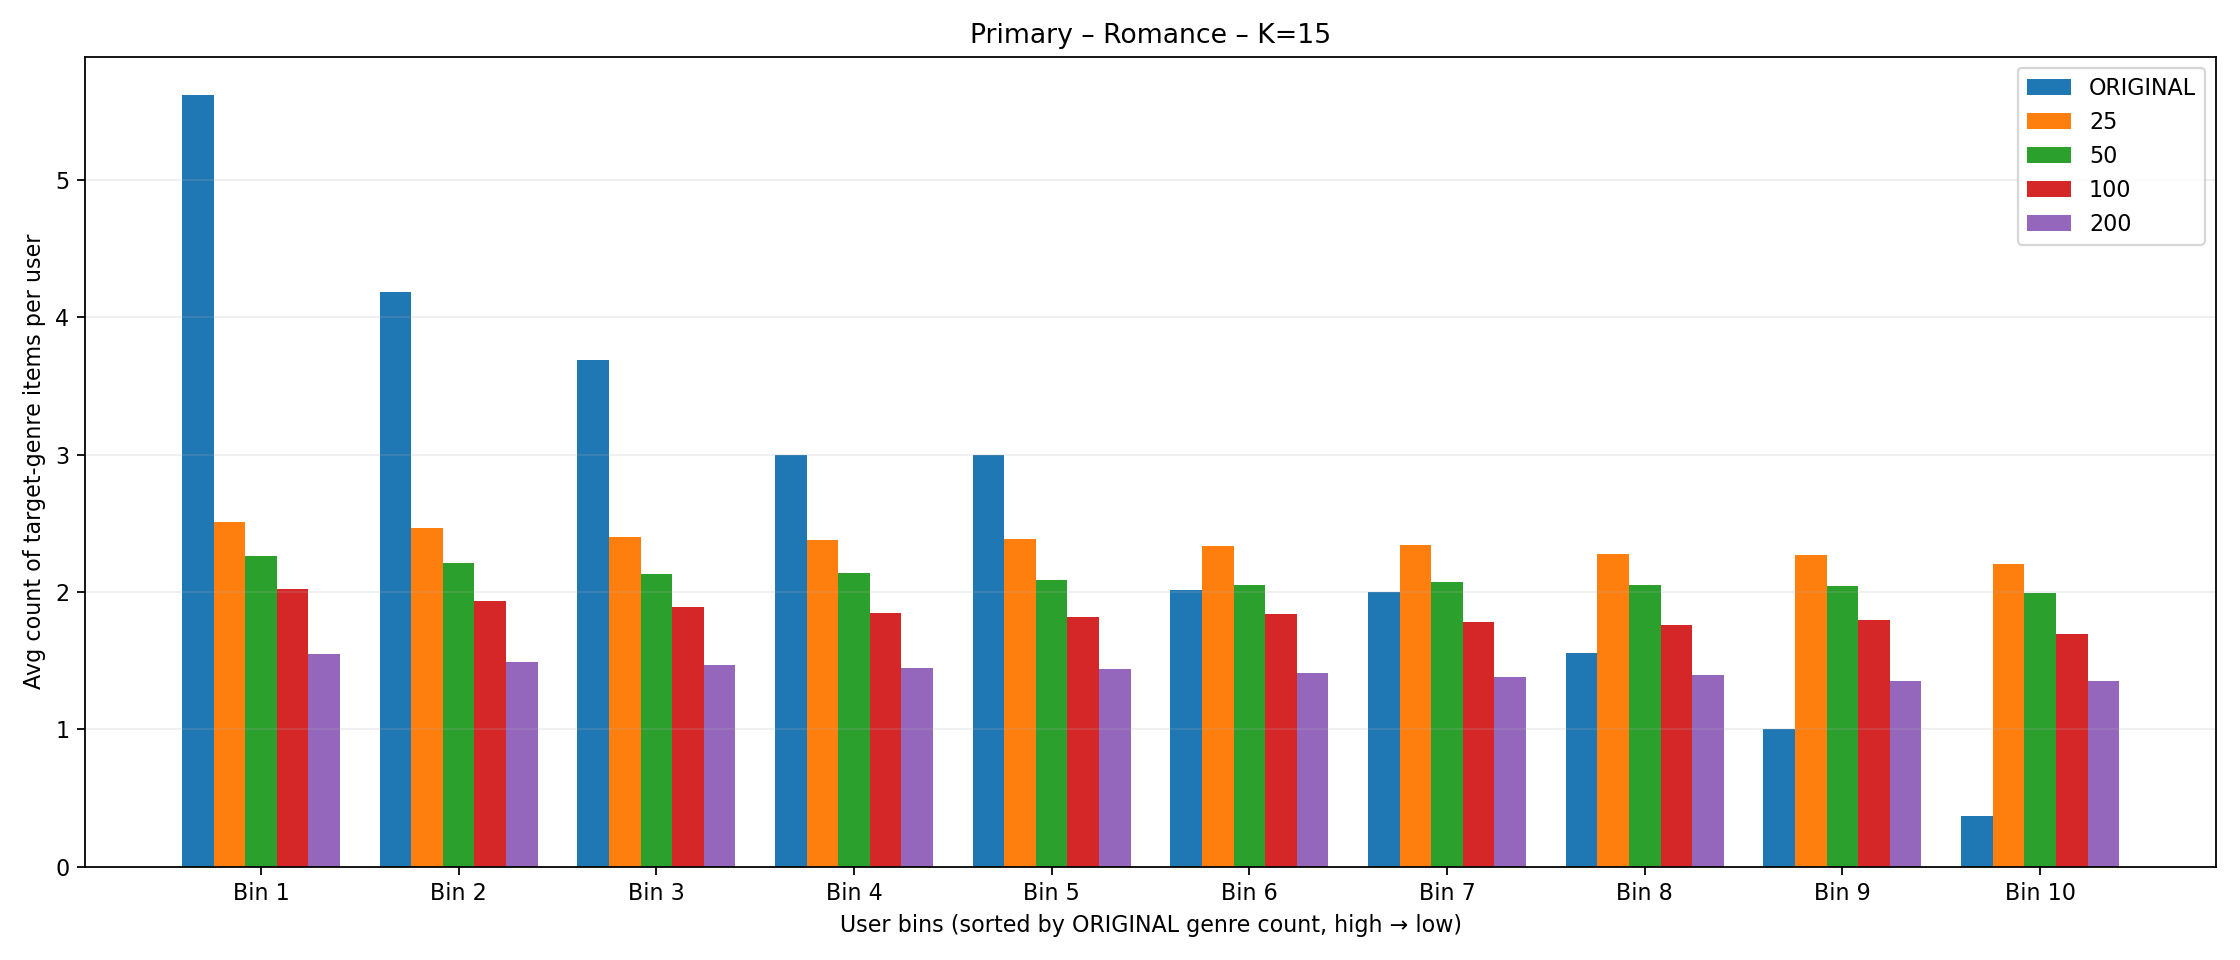 Primary – Romance – K=15
ORIGINAL
25
50
100
200
Avg count of target-genre items per user
5
4
3
2
1
0
Bin 1 Bin 2 Bin 3 Bin 4 Bin 5 Bin 6 Bin 7 Bin 8 Bin 9 Bin 10
User bins (sorted by ORIGINAL genre count, high → low)